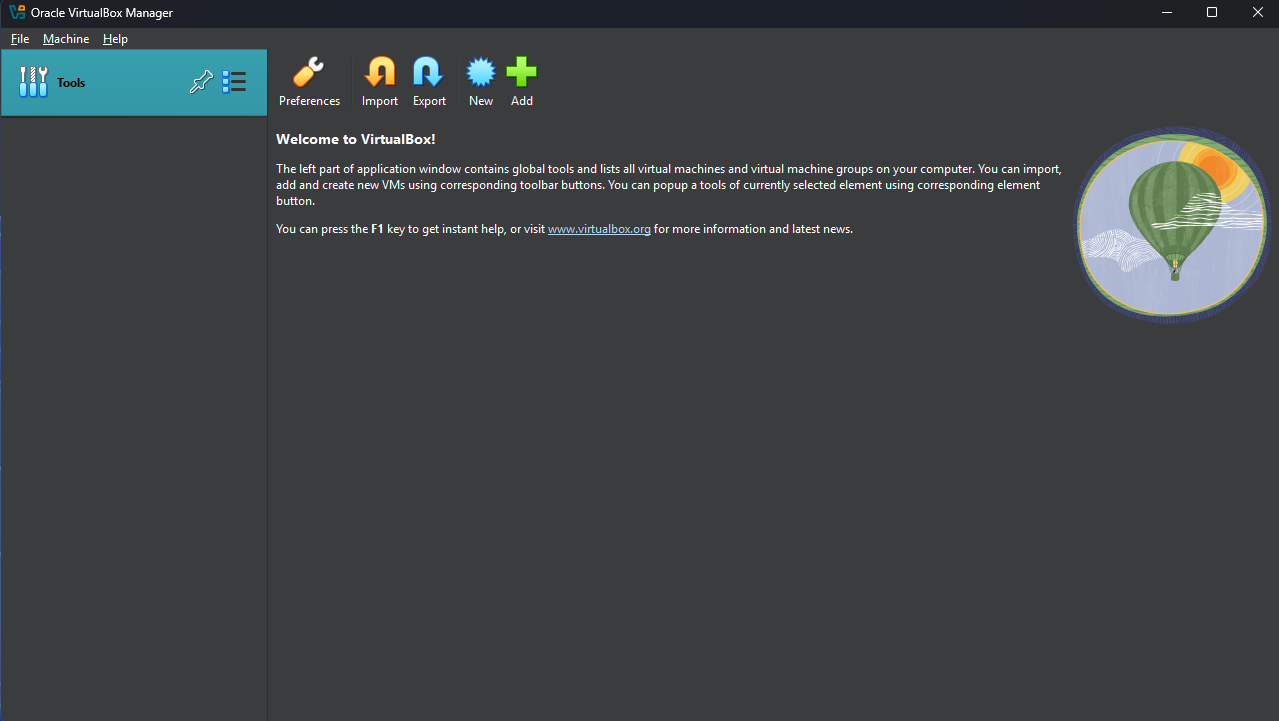 Oracle VirtualBox Manager
File Machine Help
Tools
Preferences Import Export New Add
Welcome to VirtualBox!
The left part of application window contains global tools and lists all virtual machines and virtual machine groups on your computer. You can import,
add and create new VMs using corresponding toolbar buttons. You can popup a tools of currently selected element using corresponding element
button.
You can press the F1 key to get instant help, or visit www.virtualbox.org for more information and latest news.